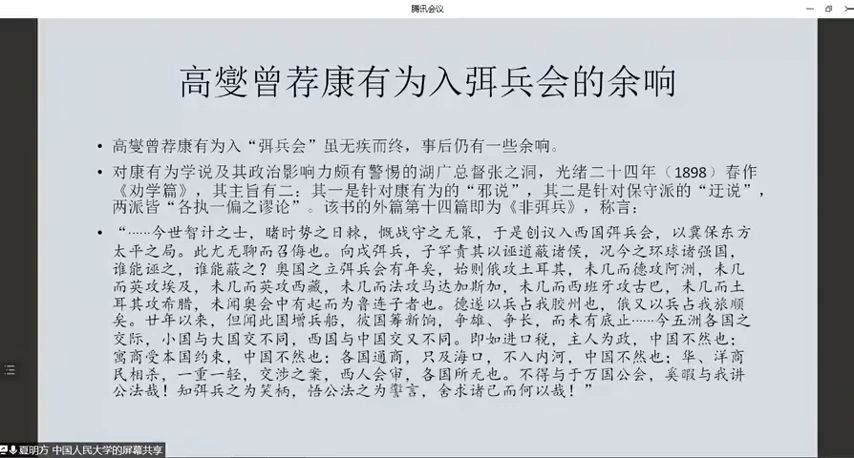 腾讯会议
高燮曾荐康有为入弭兵会的余响
• 高燮曾荐康有为入“弭兵会”虽无疾而终，事后仍有一些余响。
• 对康有为学说及其政治影响力颇有警惕的湖广总督张之洞，光绪二十四年（1898）春作
《劝学篇》，其主旨有二：其一是针对康有为的“邪说”，其二是针对保守派的“迂说”，
两派皆“各执一偏之谬论”。该书的外篇第十四篇即为《非弭兵》，称言：
• “……今世智计之士，睹时势之日棘，慨战守之无策，于是创议入西国弭兵会，以冀保东方
太平之局。此尤无聊而召侮也。向戌弭兵，子罕责其以诬道蔽诸侯，况今之环球诸强国，
谁能诬之，谁能蔽之？奥国之立弭兵会有年矣，始则俄攻土耳其，未几而德攻阿洲，未几
而英攻埃及，未几而英攻西藏，未几而法攻马达加斯加，未几而西班牙攻古巴，未几而土
耳其攻希腊，未闻奥会中有起而为鲁连子者也。德遂以兵占我胶州也，俄又以兵占我旅顺
矣。廿年以来，但闻此国增兵船，彼国筹新饷，争雄、争长，而未有底止……今五洲各国之
交际，小国与大国交不同，西国与中国交又不同。即如进口税，主人为政，中国不然也；
寓商受本国约束，中国不然也；各国通商，只及海口，不入内河，中国不然也；华、洋商
民相杀，一重一轻，交涉之案，西人会审，各国所无也。不得与于万国公会，奚暇与我讲
公法哉！知弭兵之为笑柄，悟公法之为讏言，舍求诸己而何以哉！”
夏明方 中国人民大学的屏幕共享